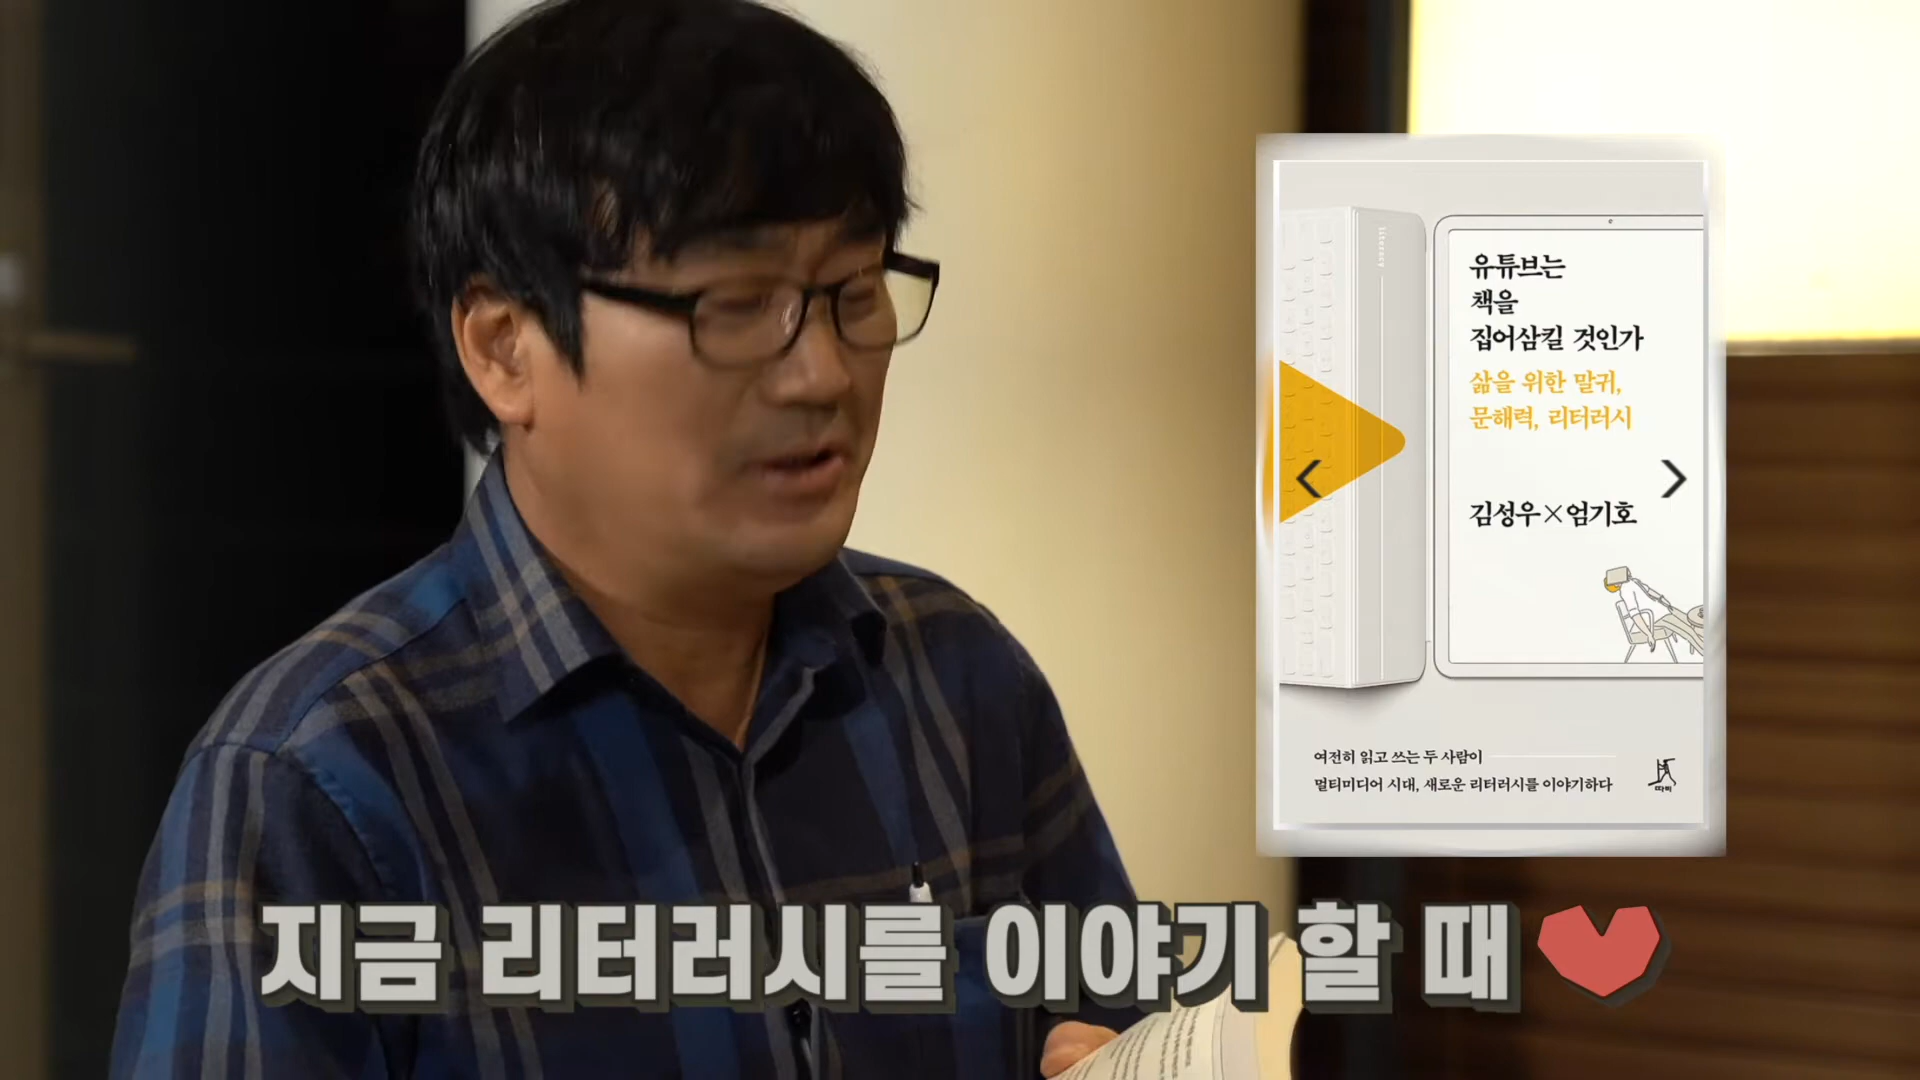 literacy
유튜브는
책을
집어삼킬 것인가
삶을 위한 말귀,
문해력, 리터러시
김성우×엄기호
여전히 읽고 쓰는 두 사람이
멀티미디어 시대, 새로운 리터러시를 이야기하다
따비
지금 리터러시를 이야기 할 때